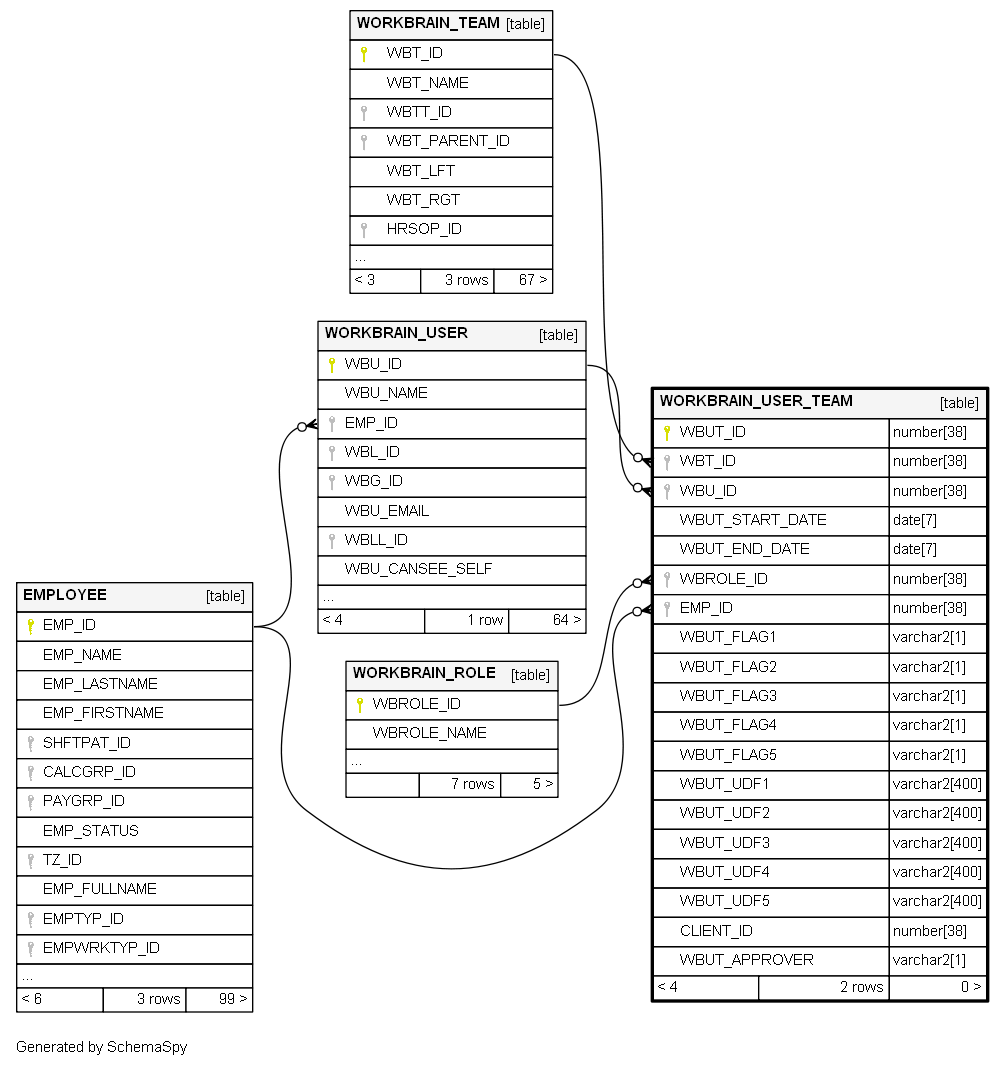 WORKBRAIN_TEAM [table]
WBT_ID
WBT_NAME
WBTT_ID
WBT_PARENT_ID
WBT_LFT
WBT_RGT
HRSOP_ID
...
< 3 3 rows 67 >
WORKBRAIN_USER [table]
WBU_ID
WBU_NAME
EMP_ID
WBL_ID
WBG_ID
WBU_EMAIL
WBLL_ID
WBU_CANSEE_SELF
...
< 4 1 row 64 >
EMPLOYEE [table]
EMP_ID
EMP_NAME
EMP_LASTNAME
EMP_FIRSTNAME
SHFTPAT_ID
CALCGRP_ID
PAYGRP_ID
EMP_STATUS
TZ_ID
EMP_FULLNAME
EMPTYP_ID
EMPWRKTYP_ID
...
< 6 3 rows 99 >
WORKBRAIN_ROLE [table]
WBROLE_ID
WBROLE_NAME
...
7 rows 5 >
WORKBRAIN_USER_TEAM [table]
WBUT_ID number[38]
WBT_ID number[38]
WBU_ID number[38]
WBUT_START_DATE date[7]
WBUT_END_DATE date[7]
WBROLE_ID number[38]
EMP_ID number[38]
WBUT_FLAG1 varchar2[1]
WBUT_FLAG2 varchar2[1]
WBUT_FLAG3 varchar2[1]
WBUT_FLAG4 varchar2[1]
WBUT_FLAG5 varchar2[1]
WBUT_UDF1 varchar2[400]
WBUT_UDF2 varchar2[400]
WBUT_UDF3 varchar2[400]
WBUT_UDF4 varchar2[400]
WBUT_UDF5 varchar2[400]
CLIENT_ID number[38]
WBUT_APPROVER varchar2[1]
< 4 2 rows 0 >
Generated by SchemaSpy